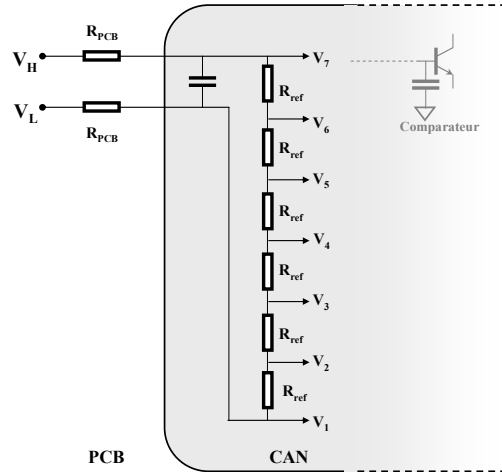 R_PCB
V_H
V_7
R_ref
V_L
R_PCB
V_6
Comparateur
R_ref
V_5
R_ref
V_4
R_ref
V_3
R_ref
V_2
R_ref
V_1
PCB
CAN